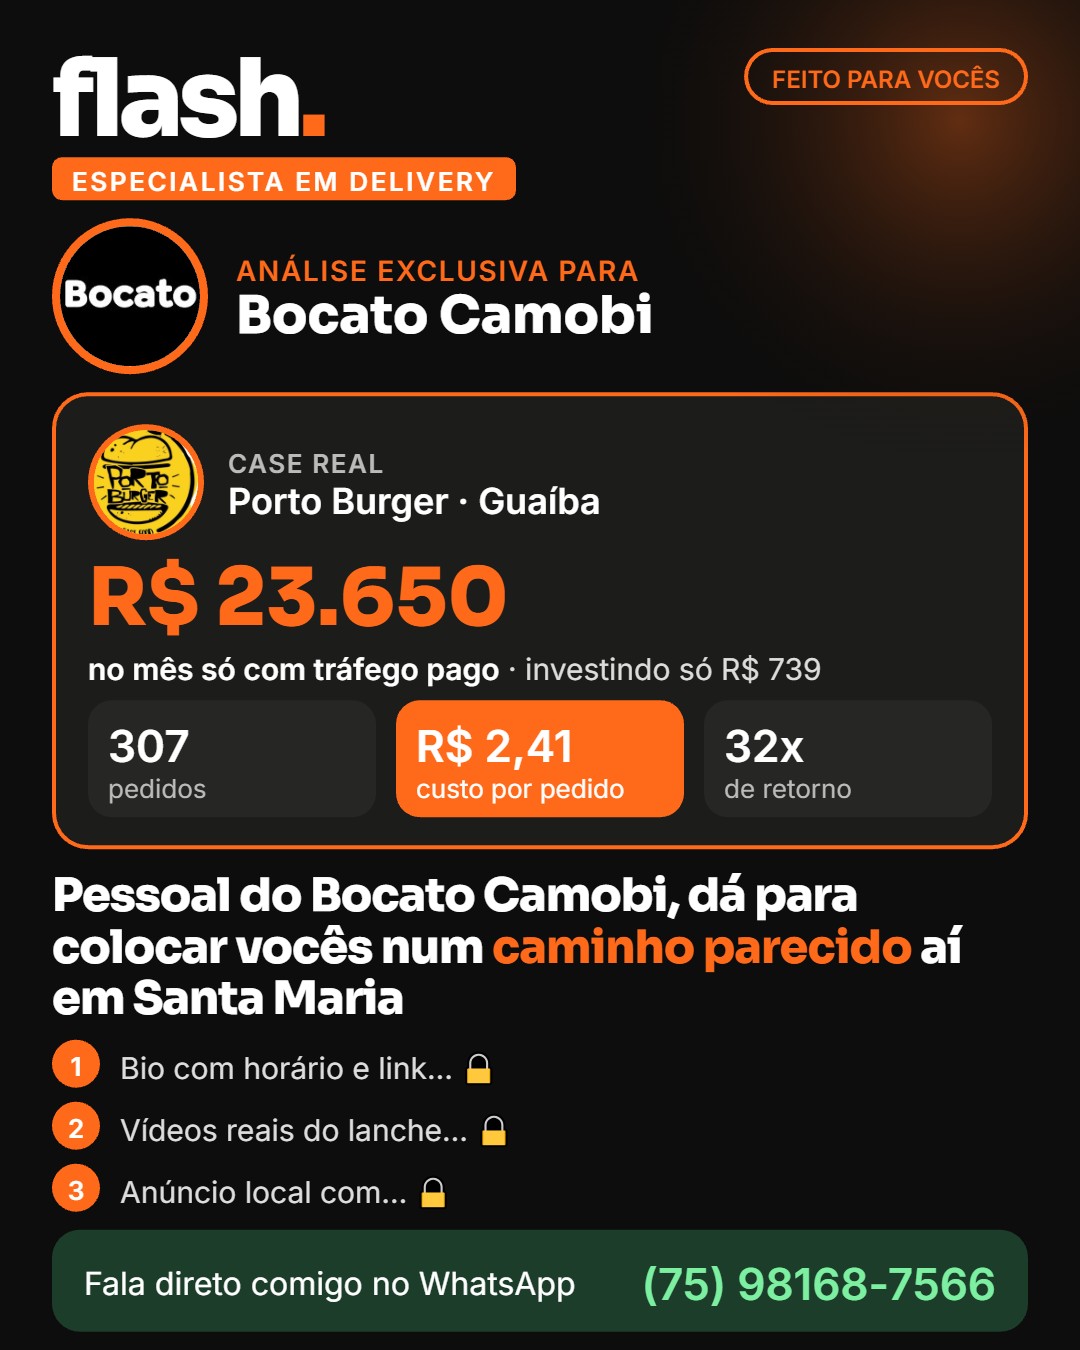 flash.
FEITO PARA VOCÊS
ESPECIALISTA EM DELIVERY
Bocato
ANÁLISE EXCLUSIVA PARA
Bocato Camobi
PORTO
BURGER
CASE REAL
Porto Burger · Guaíba
R$ 23.650
no mês só com tráfego pago · investindo só R$ 739
307
pedidos
R$ 2,41
custo por pedido
32x
de retorno
Pessoal do Bocato Camobi, dá para
colocar vocês num caminho parecido aí
em Santa Maria
1 Bio com horário e link...
2 Vídeos reais do lanche...
3 Anúncio local com...
Fala direto comigo no WhatsApp (75) 98168-7566